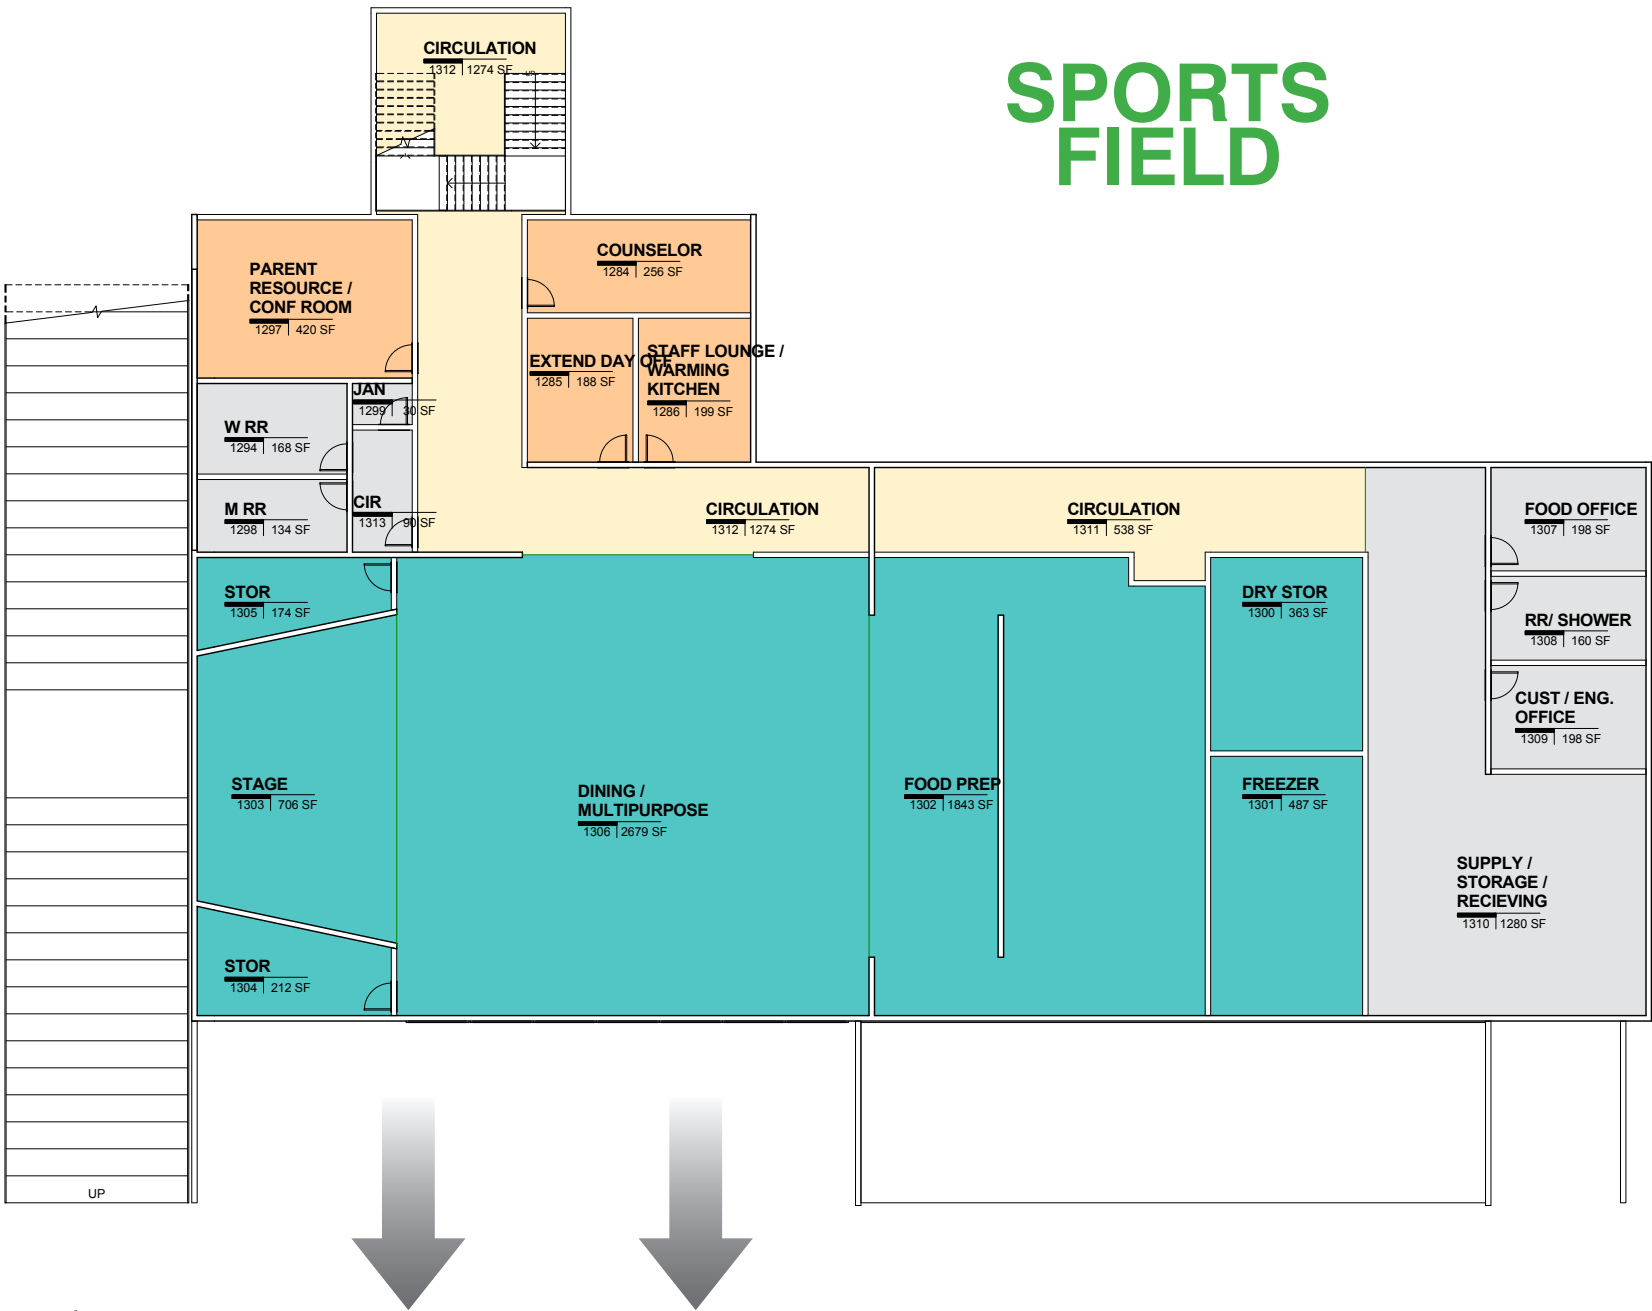 SPORTS
FIELD
CIRCULATION
1312 1274 SF
UP
PARENT
RESOURCE /
CONF ROOM
1297 420 SF
COUNSELOR
1284 256 SF
EXTEND DAY OFF
1285 188 SF
STAFF LOUNGE /
WARMING
KITCHEN
1286 199 SF
JAN
1299 30 SF
W RR
1294 168 SF
M RR
1298 134 SF
CIR
1313 90 SF
CIRCULATION
1312 1274 SF
CIRCULATION
1311 538 SF
FOOD OFFICE
1307 198 SF
STOR
1305 174 SF
DRY STOR
1300 363 SF
RR/ SHOWER
1308 160 SF
CUST / ENG.
OFFICE
1309 198 SF
STAGE
1303 706 SF
DINING /
MULTIPURPOSE
1306 2679 SF
FOOD PREP
1302 1843 SF
FREEZER
1301 487 SF
SUPPLY /
STORAGE /
RECIEVING
1310 1280 SF
STOR
1304 212 SF
UP